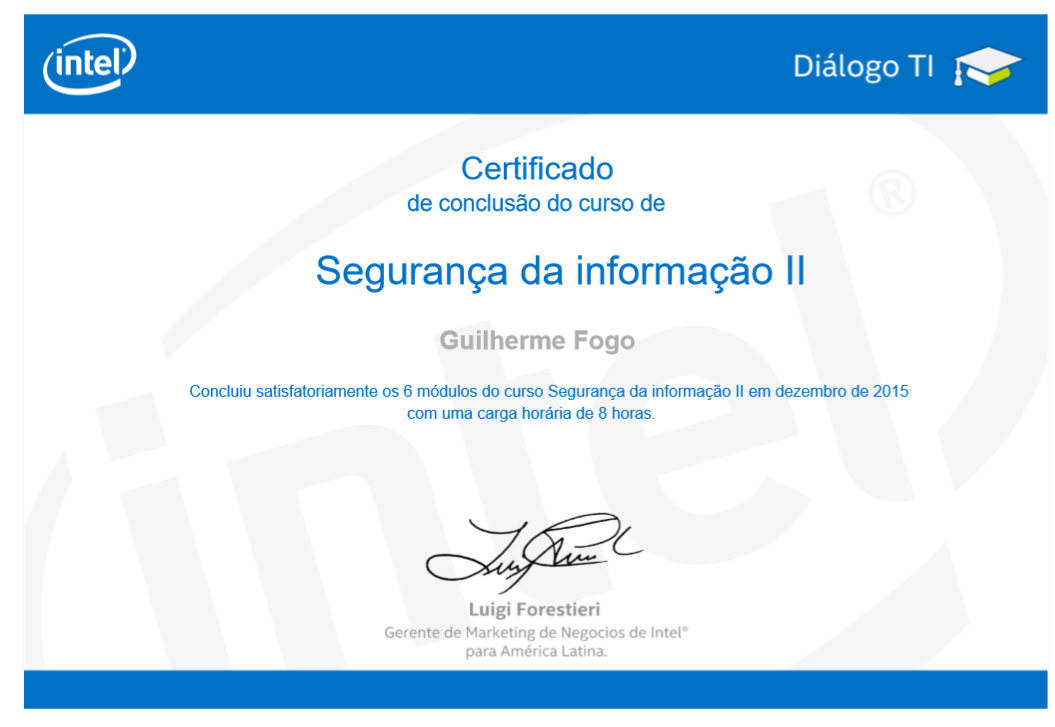 intel
Diálogo TI
Certificado
de conclusão do curso de
Segurança da informação II
Guilherme Fogo
Concluiu satisfatoriamente os 6 módulos do curso Segurança da informação II em dezembro de 2015
com uma carga horária de 8 horas.
Luigi Forestieri
Gerente de Marketing de Negocios de Intel®
para América Latina.
intel®